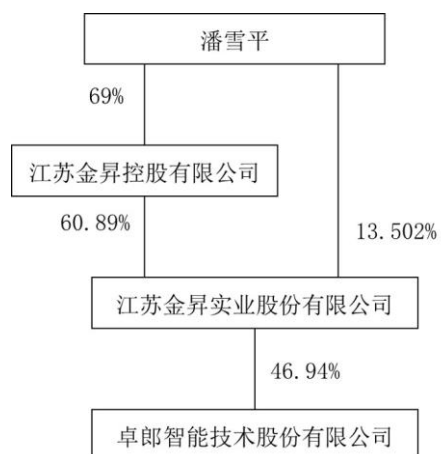 潘雪平
69%
江苏金昇控股有限公司
60.89%
13.502%
江苏金昇实业股份有限公司
46.94%
卓郎智能技术股份有限公司